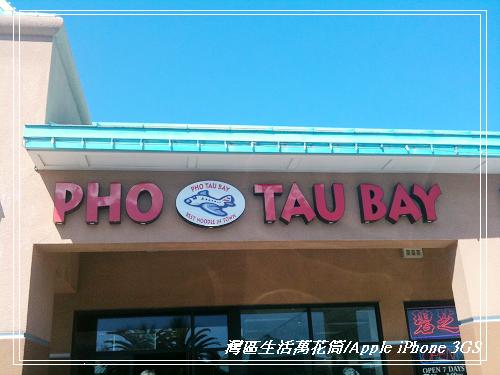 PHO TAU BAY
PHO TAU BAY
BEST NOODLE IN TOWN
OPEN 7 DAYS
灣區生活萬花筒/Apple iPhone 3GS